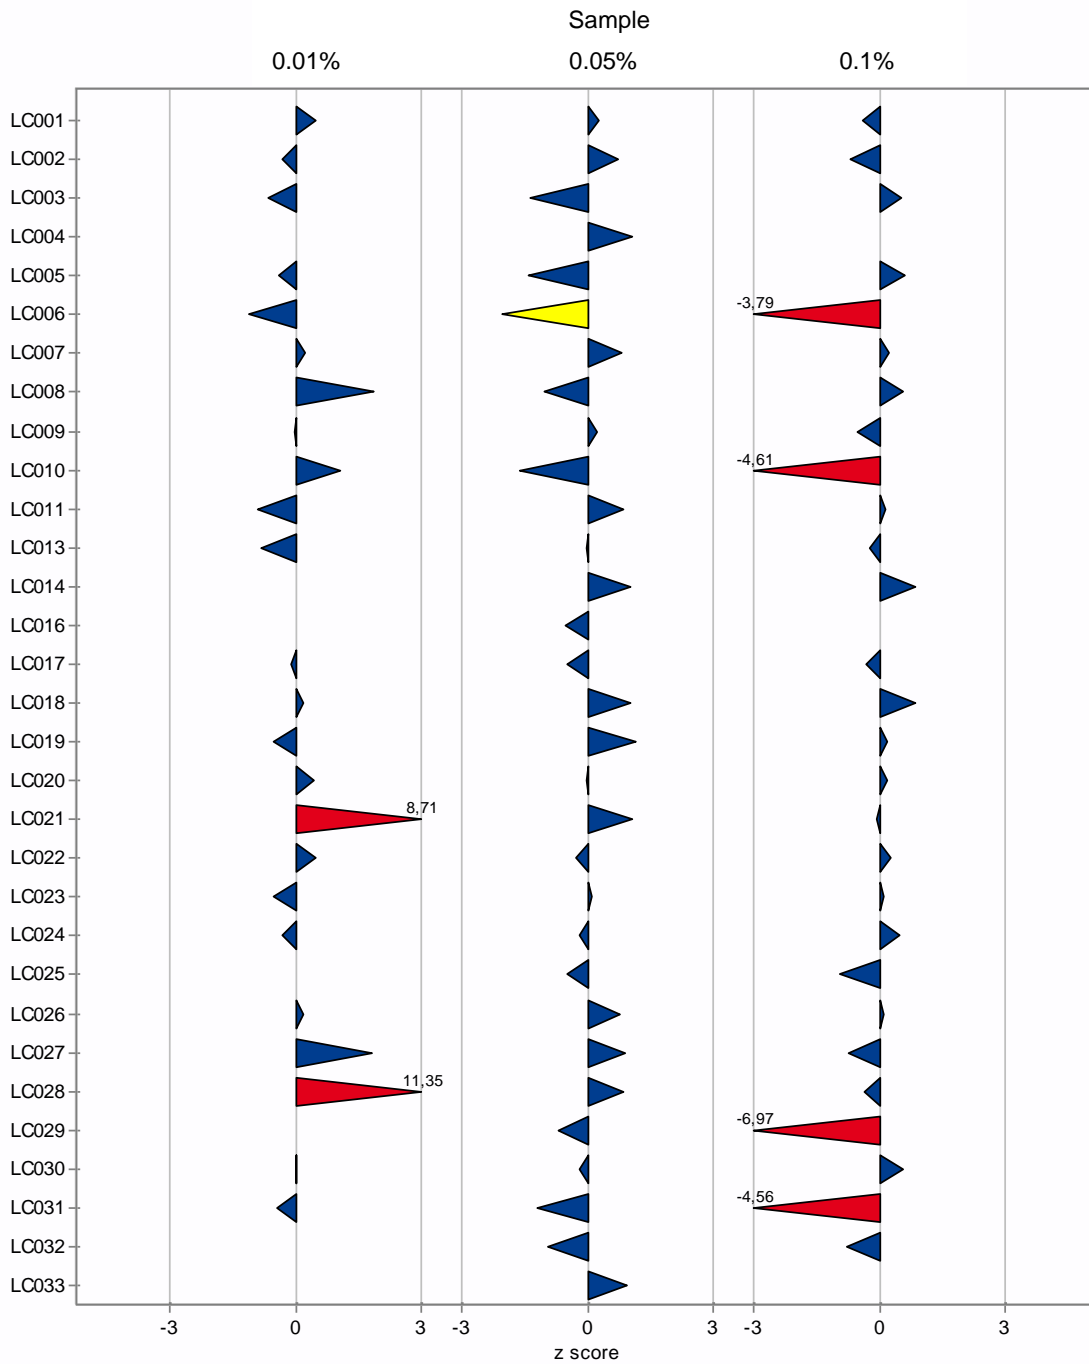 Sample
0.01% 0.05% 0.1%
LC001
LC002
LC003
LC004
LC005
LC006 -3,79
LC007
LC008
LC009
LC010 -4,61
LC011
LC013
LC014
LC016
LC017
LC018
LC019
LC020
LC021 8,71
LC022
LC023
LC024
LC025
LC026
LC027
LC028 11,35
LC029 -6,97
LC030
LC031 -4,56
LC032
LC033
-3 0 3 -3 0 3 -3 0 3
z score